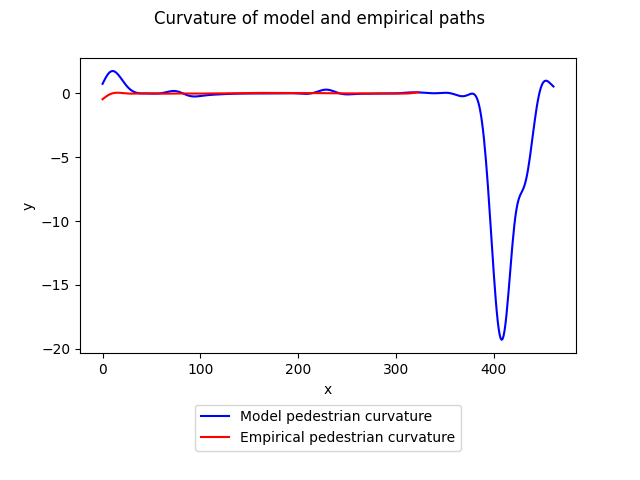 Curvature of model and empirical paths
0
−5
−10
−15
−20
y
0 100 200 300 400
x
Model pedestrian curvature
Empirical pedestrian curvature